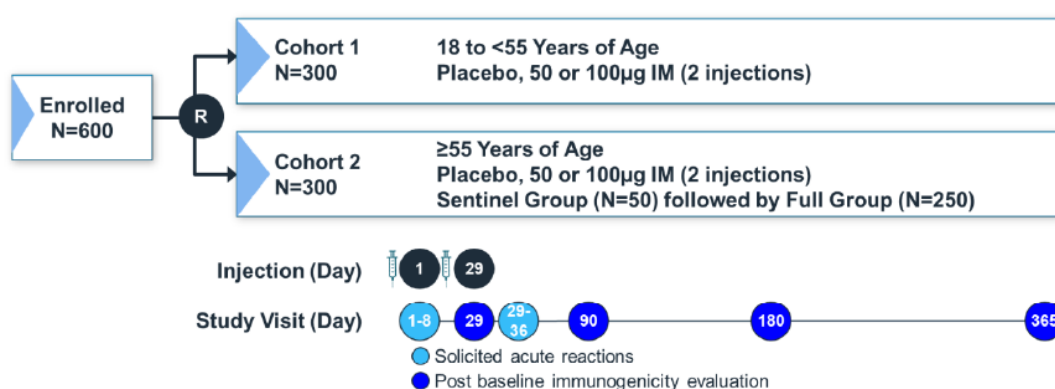 Cohort 1
N=300
18 to <55 Years of Age
Placebo, 50 or 100µg IM (2 injections)
Enrolled
N=600
R
Cohort 2
N=300
≥55 Years of Age
Placebo, 50 or 100µg IM (2 injections)
Sentinel Group (N=50) followed by Full Group (N=250)
Injection (Day)
1
29
Study Visit (Day)
1-8
29
29-
36
90
180
365
Solicited acute reactions
Post baseline immunogenicity evaluation